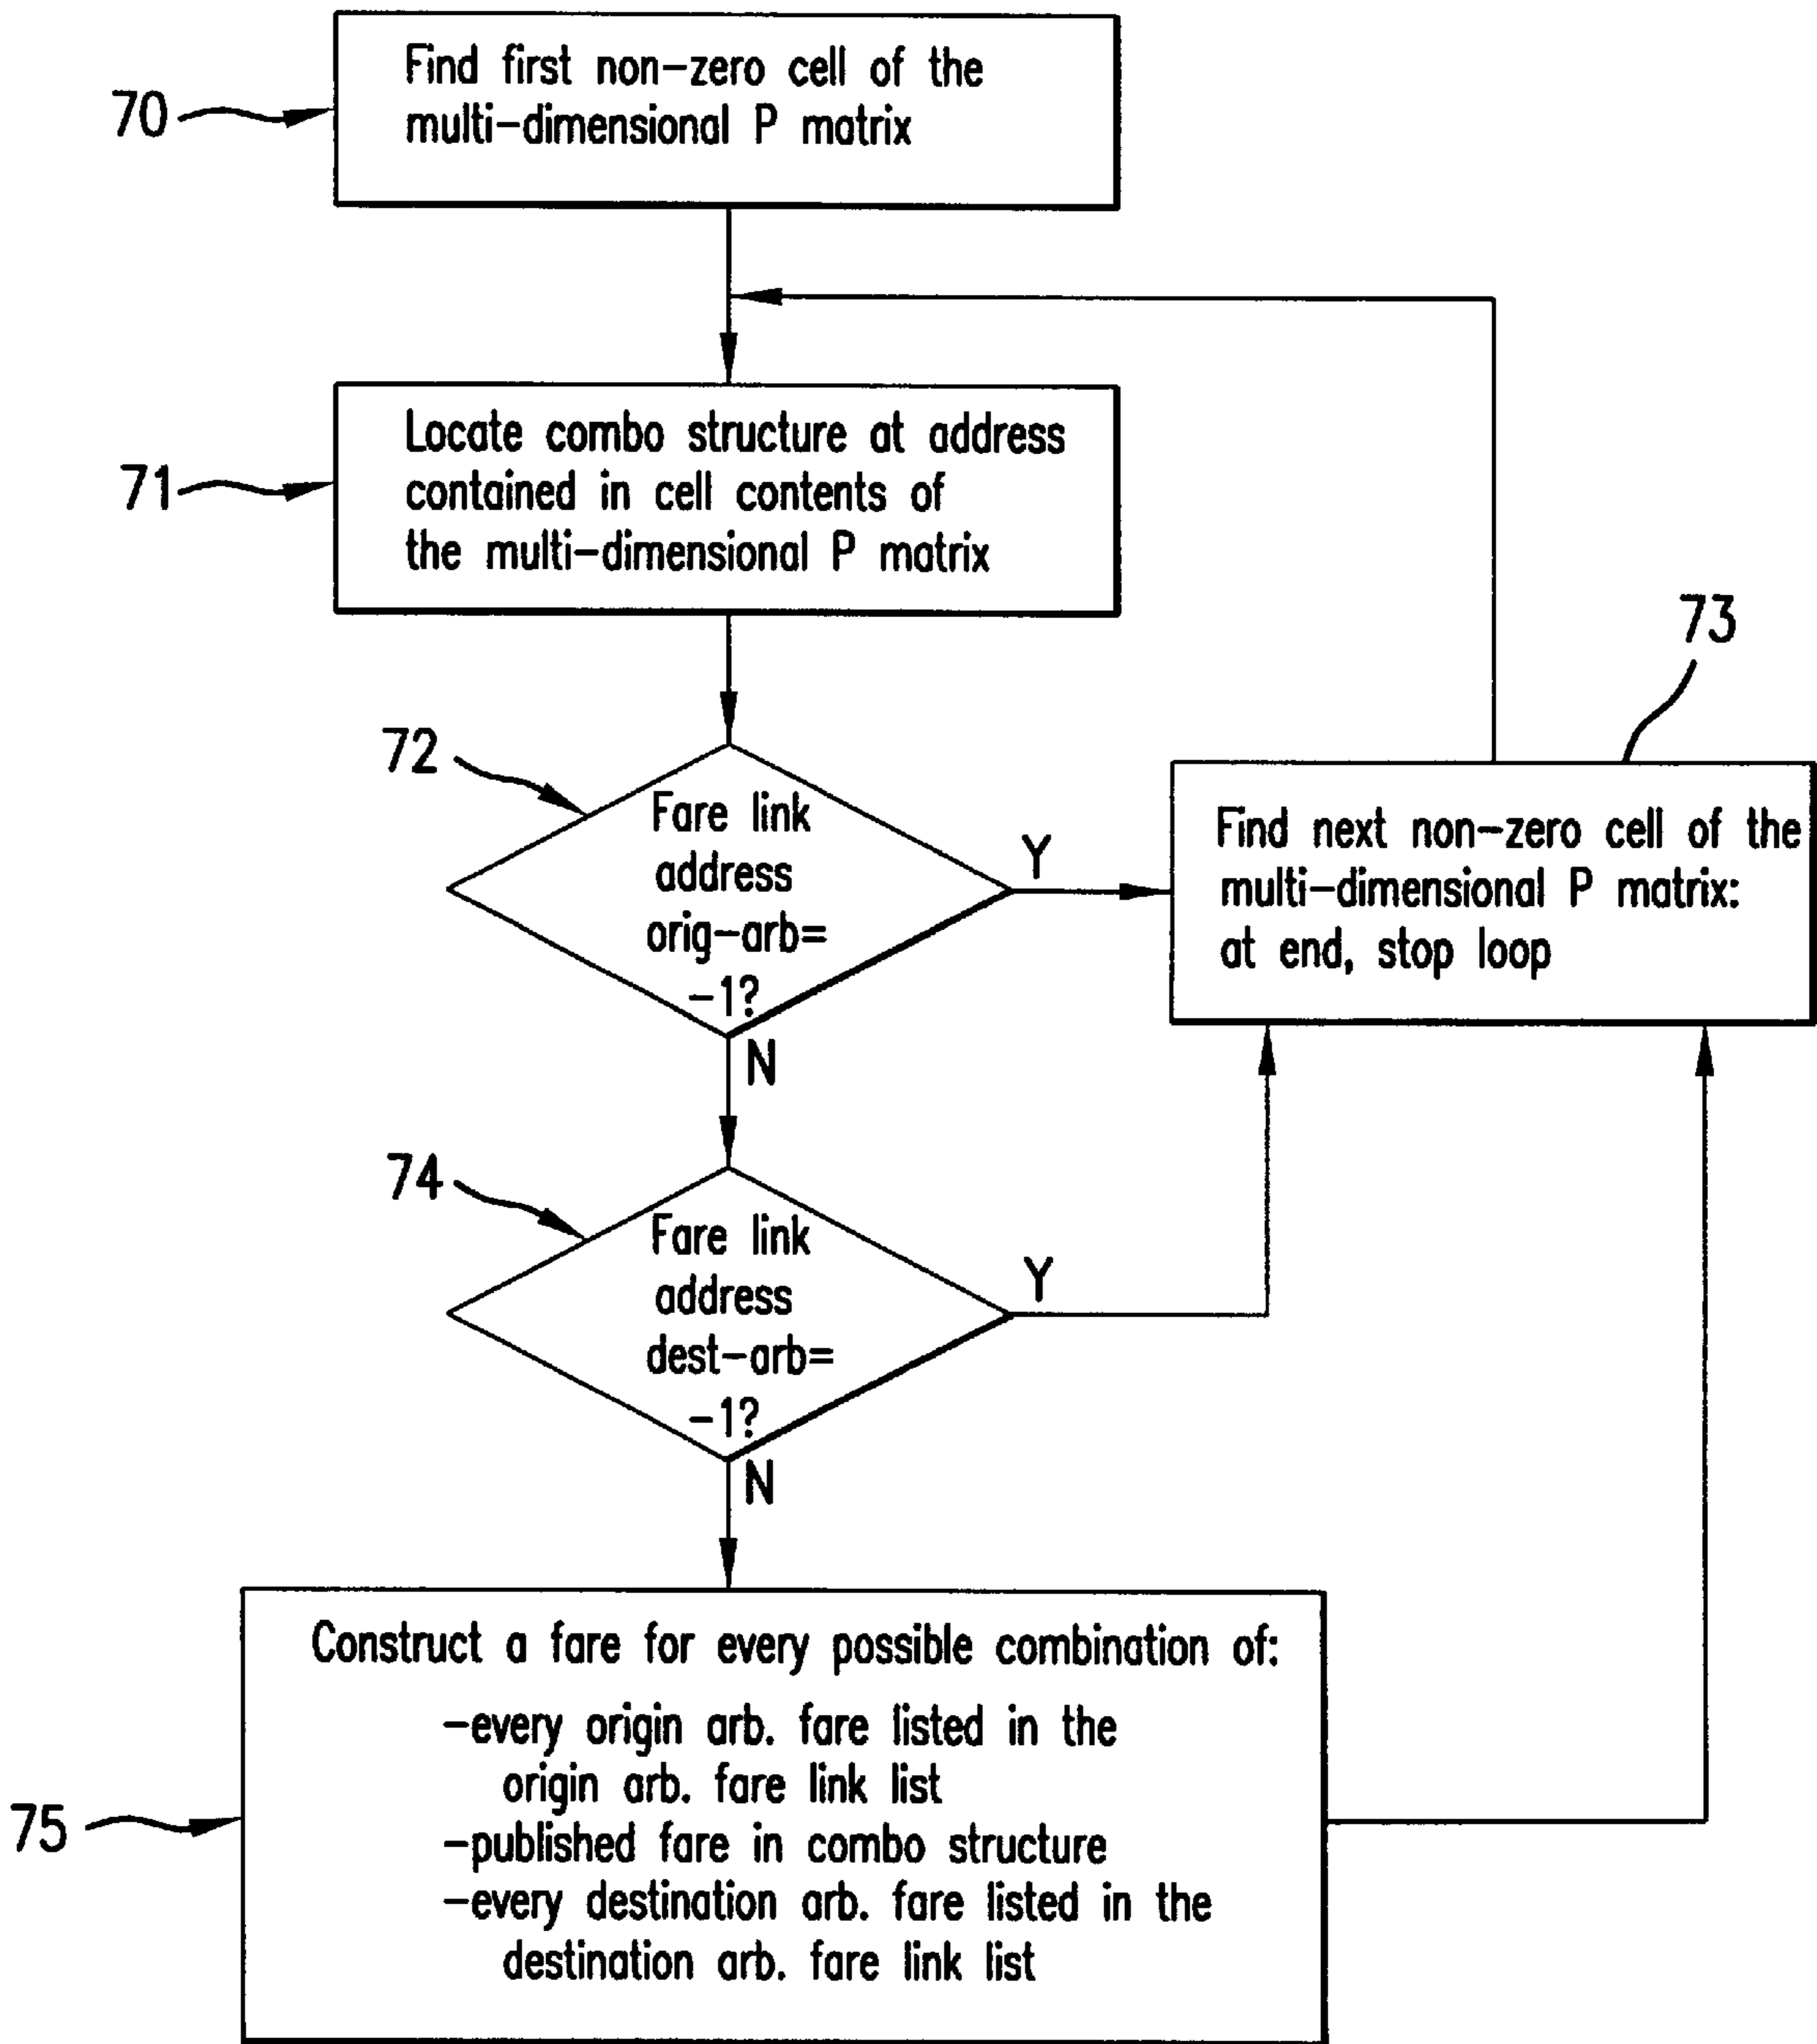 70
Find first non-zero cell of the
multi-dimensional P matrix
71
Locate combo structure at address
contained in cell contents of
the multi-dimensional P matrix
72
Fare link
address
orig-arb=
-1?
Y
N
73
Find next non-zero cell of the
multi-dimensional P matrix:
at end, stop loop
74
Fare link
address
dest-arb=
-1?
Y
N
75
Construct a fare for every possible combination of:
-every origin arb. fare listed in the
origin arb. fare link list
-published fare in combo structure
-every destination arb. fare listed in the
destination arb. fare link list